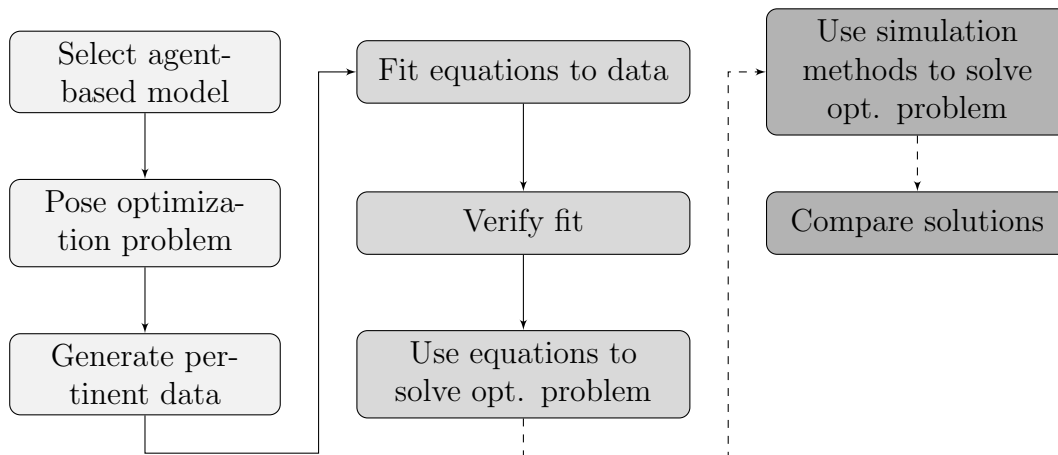 Select agent-
based model
Pose optimiza-
tion problem
Generate per-
tinent data
Fit equations to data
Verify fit
Use equations to
solve opt. problem
Use simulation
methods to solve
opt. problem
Compare solutions